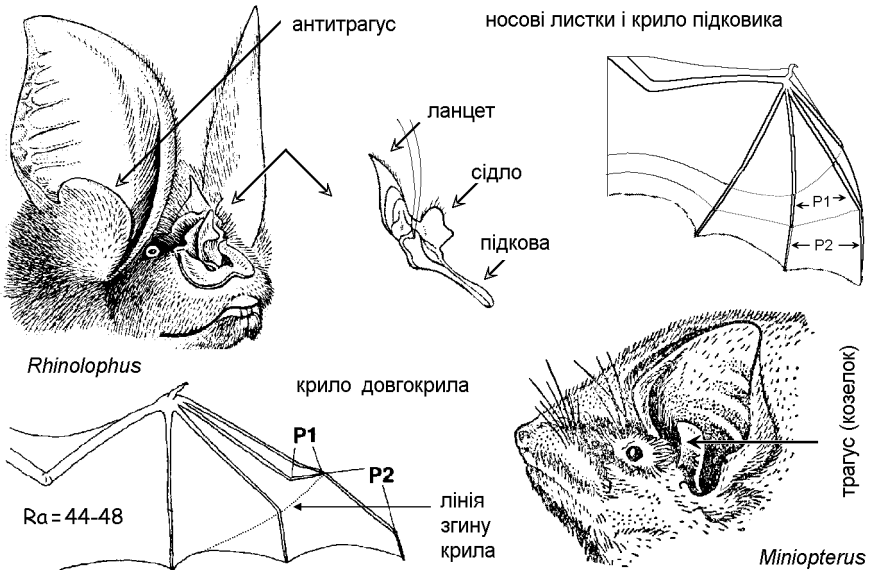 антитрагус
носові листки і крило підковика
ланцет
сідло
підкова
P1
P2
Rhinolophus
крило довгокрила
P1
P2
Ra = 44-48
лінія
згину
крила
трагус (козелок)
Miniopterus